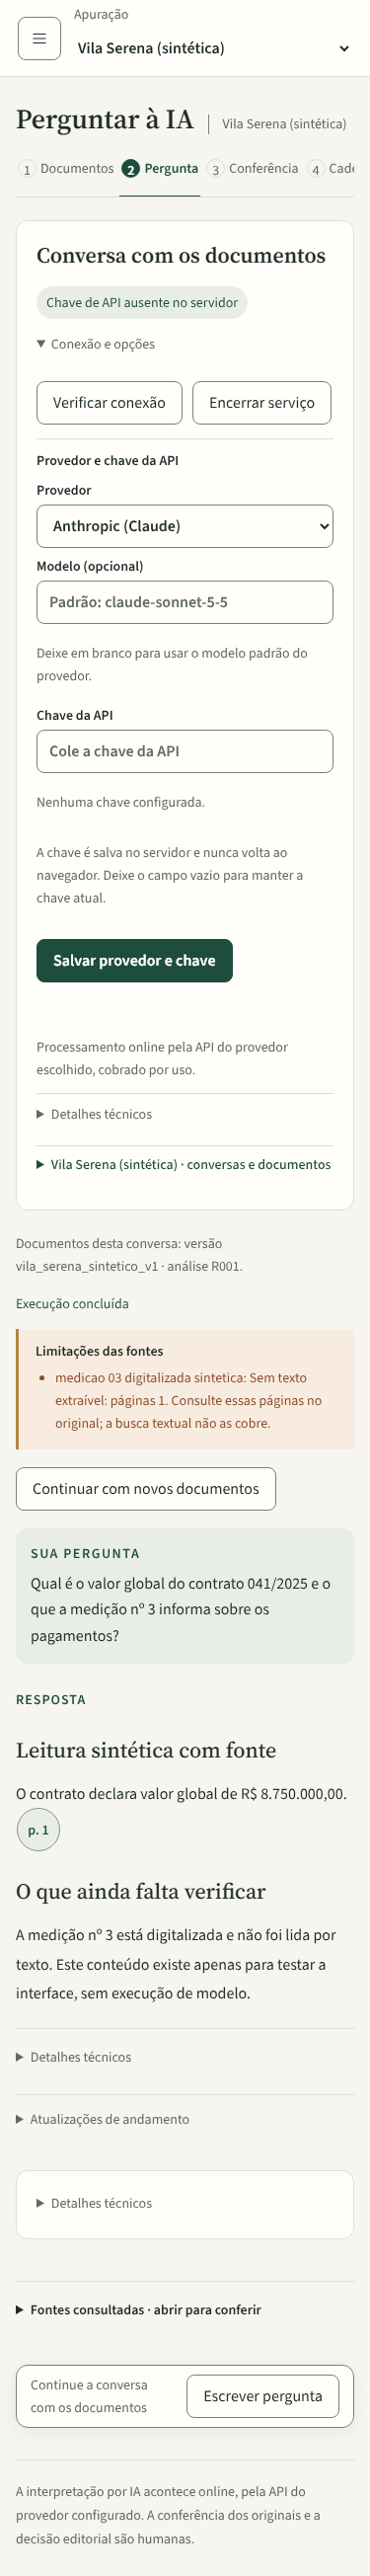 Apuração
Vila Serena (sintética)
Perguntar à IA
Vila Serena (sintética)
1 Documentos 2 Pergunta 3 Conferência 4 Cade
Conversa com os documentos
Chave de API ausente no servidor
▼ Conexão e opções
Verificar conexão
Encerrar serviço
Provedor e chave da API
Provedor
Anthropic (Claude)
Modelo (opcional)
Padrão: claude-sonnet-5-5
Deixe em branco para usar o modelo padrão do
provedor.
Chave da API
Cole a chave da API
Nenhuma chave configurada.
A chave é salva no servidor e nunca volta ao
navegador. Deixe o campo vazio para manter a
chave atual.
Salvar provedor e chave
Processamento online pela API do provedor
escolhido, cobrado por uso.
▶ Detalhes técnicos
▶ Vila Serena (sintética) · conversas e documentos
Documentos desta conversa: versão
vila_serena_sintetico_v1 · análise R001.
Execução concluída
Limitações das fontes
• medicao 03 digitalizada sintetica: Sem texto
extraível: páginas 1. Consulte essas páginas no
original; a busca textual não as cobre.
Continuar com novos documentos
SUA PERGUNTA
Qual é o valor global do contrato 041/2025 e o
que a medição nº 3 informa sobre os
pagamentos?
RESPOSTA
Leitura sintética com fonte
O contrato declara valor global de R$ 8.750.000,00.
p. 1
O que ainda falta verificar
A medição nº 3 está digitalizada e não foi lida por
texto. Este conteúdo existe apenas para testar a
interface, sem execução de modelo.
▶ Detalhes técnicos
▶ Atualizações de andamento
▶ Detalhes técnicos
▶ Fontes consultadas · abrir para conferir
Continue a conversa
com os documentos
Escrever pergunta
A interpretação por IA acontece online, pela API do
provedor configurado. A conferência dos originais e a
decisão editorial são humanas.